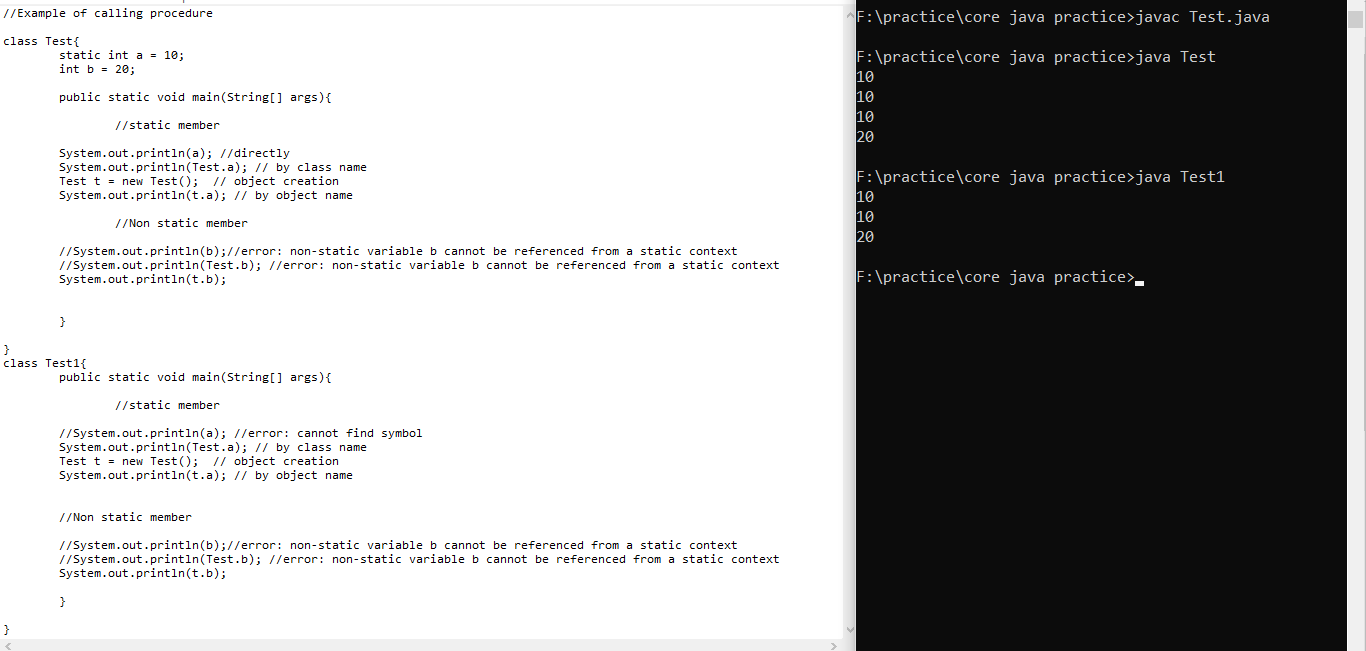 //Example of calling procedure
class Test{
static int a = 10;
int b = 20;
public static void main(String[] args){
//static member
System.out.println(a); //directly
System.out.println(Test.a); // by class name
Test t = new Test();  // object creation
System.out.println(t.a); // by object name
//Non static member
//System.out.println(b);//error: non-static variable b cannot be referenced from a static context
//System.out.println(Test.b); //error: non-static variable b cannot be referenced from a static context
System.out.println(t.b);
}
}
class Test1{
public static void main(String[] args){
//static member
//System.out.println(a); //error: cannot find symbol
System.out.println(Test.a); // by class name
Test t = new Test();  // object creation
System.out.println(t.a); // by object name
//Non static member
//System.out.println(b);//error: non-static variable b cannot be referenced from a static context
//System.out.println(Test.b); //error: non-static variable b cannot be referenced from a static context
System.out.println(t.b);
}
}
F:\practice\core java practice>javac Test.java
F:\practice\core java practice>java Test
10
10
10
20
F:\practice\core java practice>java Test1
10
10
20
F:\practice\core java practice>